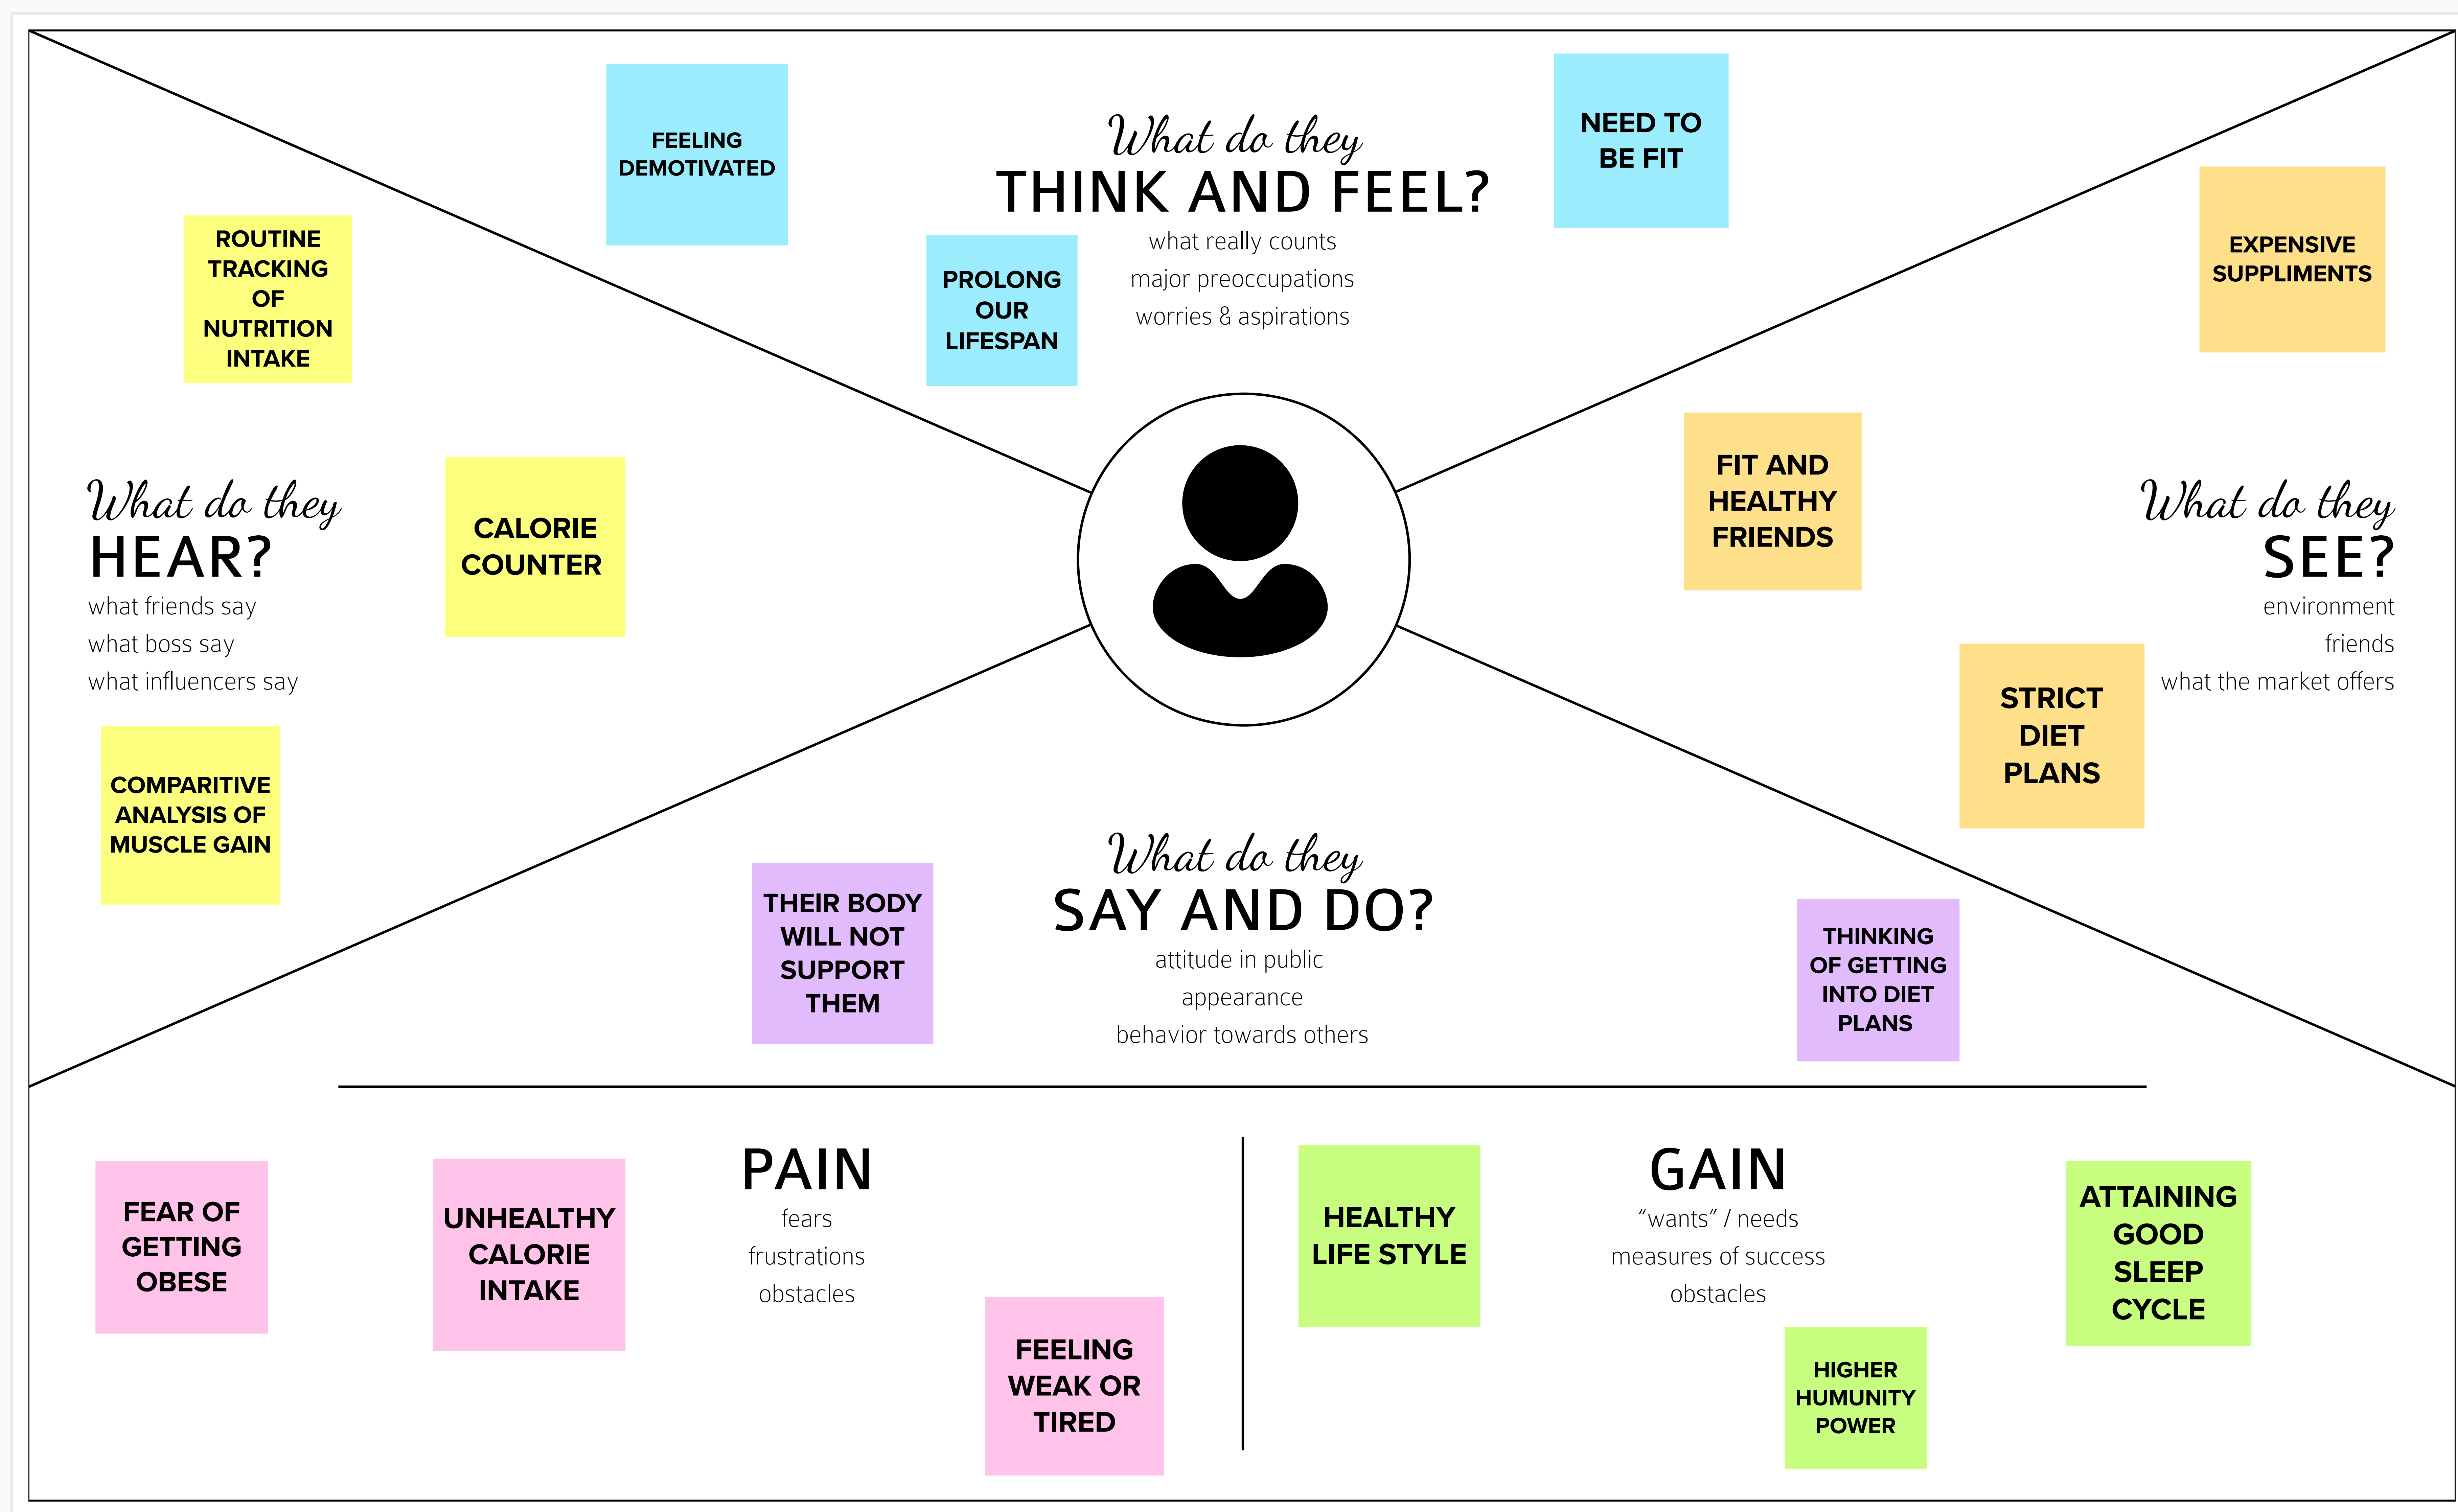 FEELING
DEMOTIVATED
What do they
THINK AND FEEL?
what really counts
major preoccupations
worries & aspirations
PROLONG
OUR
LIFESPAN
NEED TO
BE FIT
ROUTINE
TRACKING
OF
NUTRITION
INTAKE
What do they
HEAR?
what friends say
what boss say
what influencers say
CALORIE
COUNTER
COMPARITIVE
ANALYSIS OF
MUSCLE GAIN
EXPENSIVE
SUPPLIMENTS
FIT AND
HEALTHY
FRIENDS
What do they
SEE?
environment
friends
what the market offers
STRICT
DIET
PLANS
THEIR BODY
WILL NOT
SUPPORT
THEM
What do they
SAY AND DO?
attitude in public
appearance
behavior towards others
THINKING
OF GETTING
INTO DIET
PLANS
FEAR OF
GETTING
OBESE
UNHEALTHY
CALORIE
INTAKE
PAIN
fears
frustrations
obstacles
FEELING
WEAK OR
TIRED
HEALTHY
LIFE STYLE
GAIN
“wants” / needs
measures of success
obstacles
HIGHER
HUMUNITY
POWER
ATTAINING
GOOD
SLEEP
CYCLE